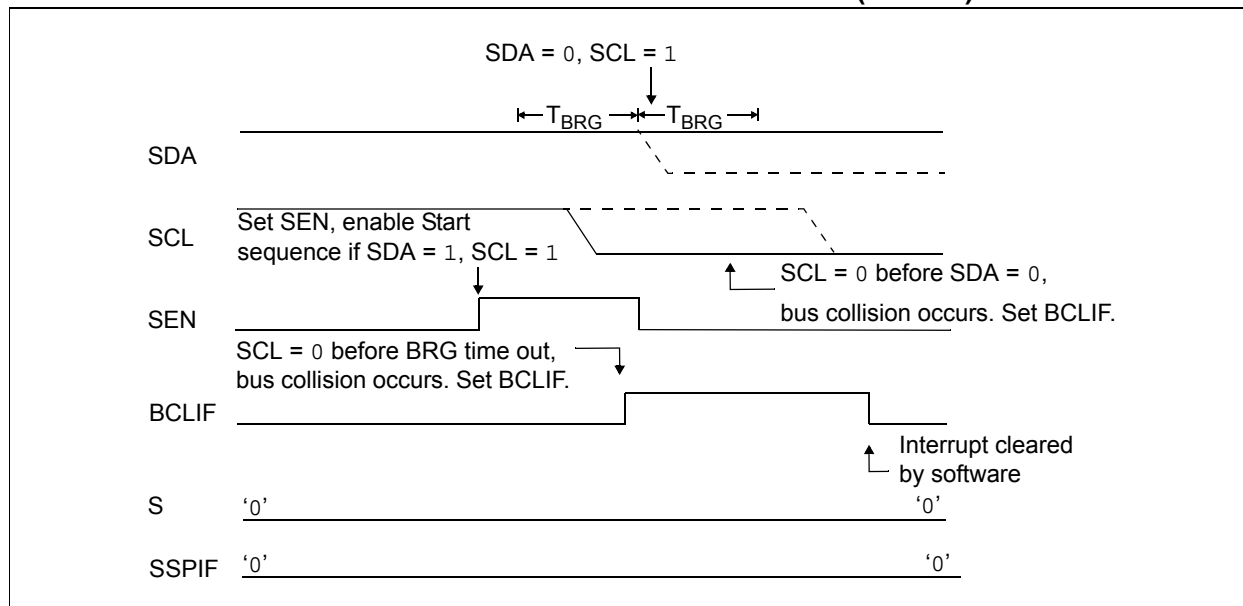 SDA = 0, SCL = 1
TBRG TBRG
SDA
SCL
Set SEN, enable Start
sequence if SDA = 1, SCL = 1
SCL = 0 before SDA = 0,
bus collision occurs. Set BCLIF.
SEN
SCL = 0 before BRG time out,
bus collision occurs. Set BCLIF.
BCLIF
Interrupt cleared
by software
S ‘0’ ‘0’
SSPIF ‘0’ ‘0’